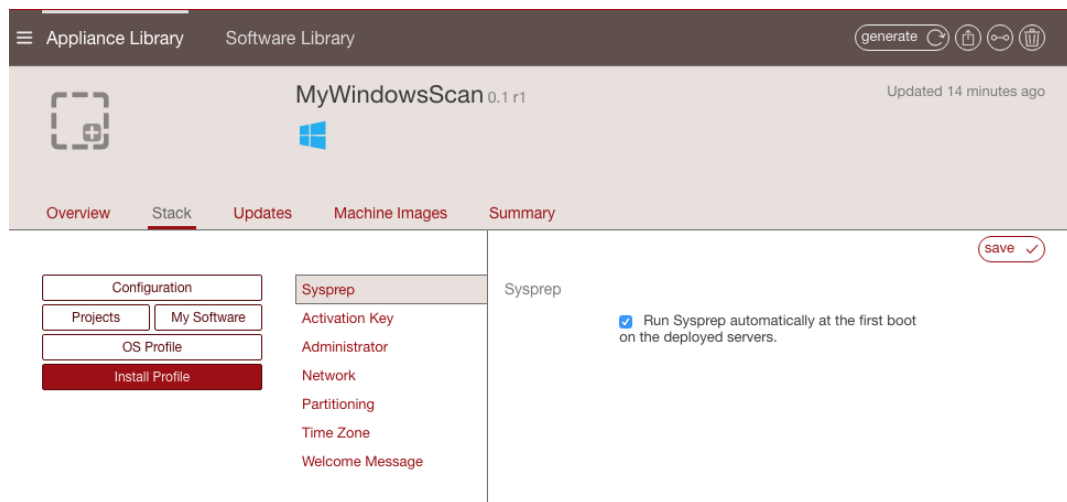 Appliance Library
Software Library
generate
MyWindowsScan 0.1 r1
Updated 14 minutes ago
Overview
Stack
Updates
Machine Images
Summary
save
Configuration
Projects
My Software
OS Profile
Install Profile
Sysprep
Activation Key
Administrator
Network
Partitioning
Time Zone
Welcome Message
Sysprep
Run Sysprep automatically at the first boot
on the deployed servers.